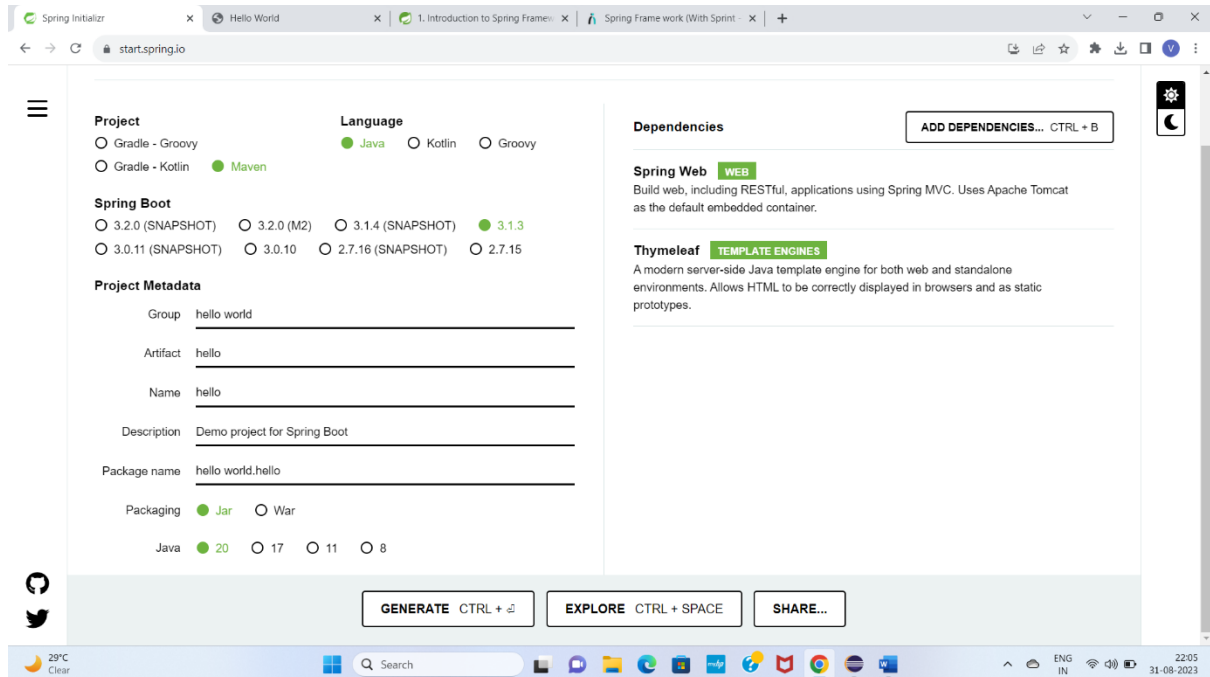 Spring Initializr
Hello World
1. Introduction to Spring Framew
Spring Frame work (With Sprint -
start.spring.io
V
Project
Gradle - Groovy
Gradle - Kotlin Maven
Language
Java Kotlin Groovy
Spring Boot
3.2.0 (SNAPSHOT) 3.2.0 (M2) 3.1.4 (SNAPSHOT) 3.1.3
3.0.11 (SNAPSHOT) 3.0.10 2.7.16 (SNAPSHOT) 2.7.15
Project Metadata
Group hello world
Artifact hello
Name hello
Description Demo project for Spring Boot
Package name hello world.hello
Packaging Jar War
Java 20 17 11 8
Dependencies
ADD DEPENDENCIES... CTRL + B
Spring Web WEB
Build web, including RESTful, applications using Spring MVC. Uses Apache Tomcat
as the default embedded container.
Thymeleaf TEMPLATE ENGINES
A modern server-side Java template engine for both web and standalone
environments. Allows HTML to be correctly displayed in browsers and as static
prototypes.
GENERATE CTRL + ⏎
EXPLORE CTRL + SPACE
SHARE...
29°C
Clear
Search
ENG
IN
22:05
31-08-2023